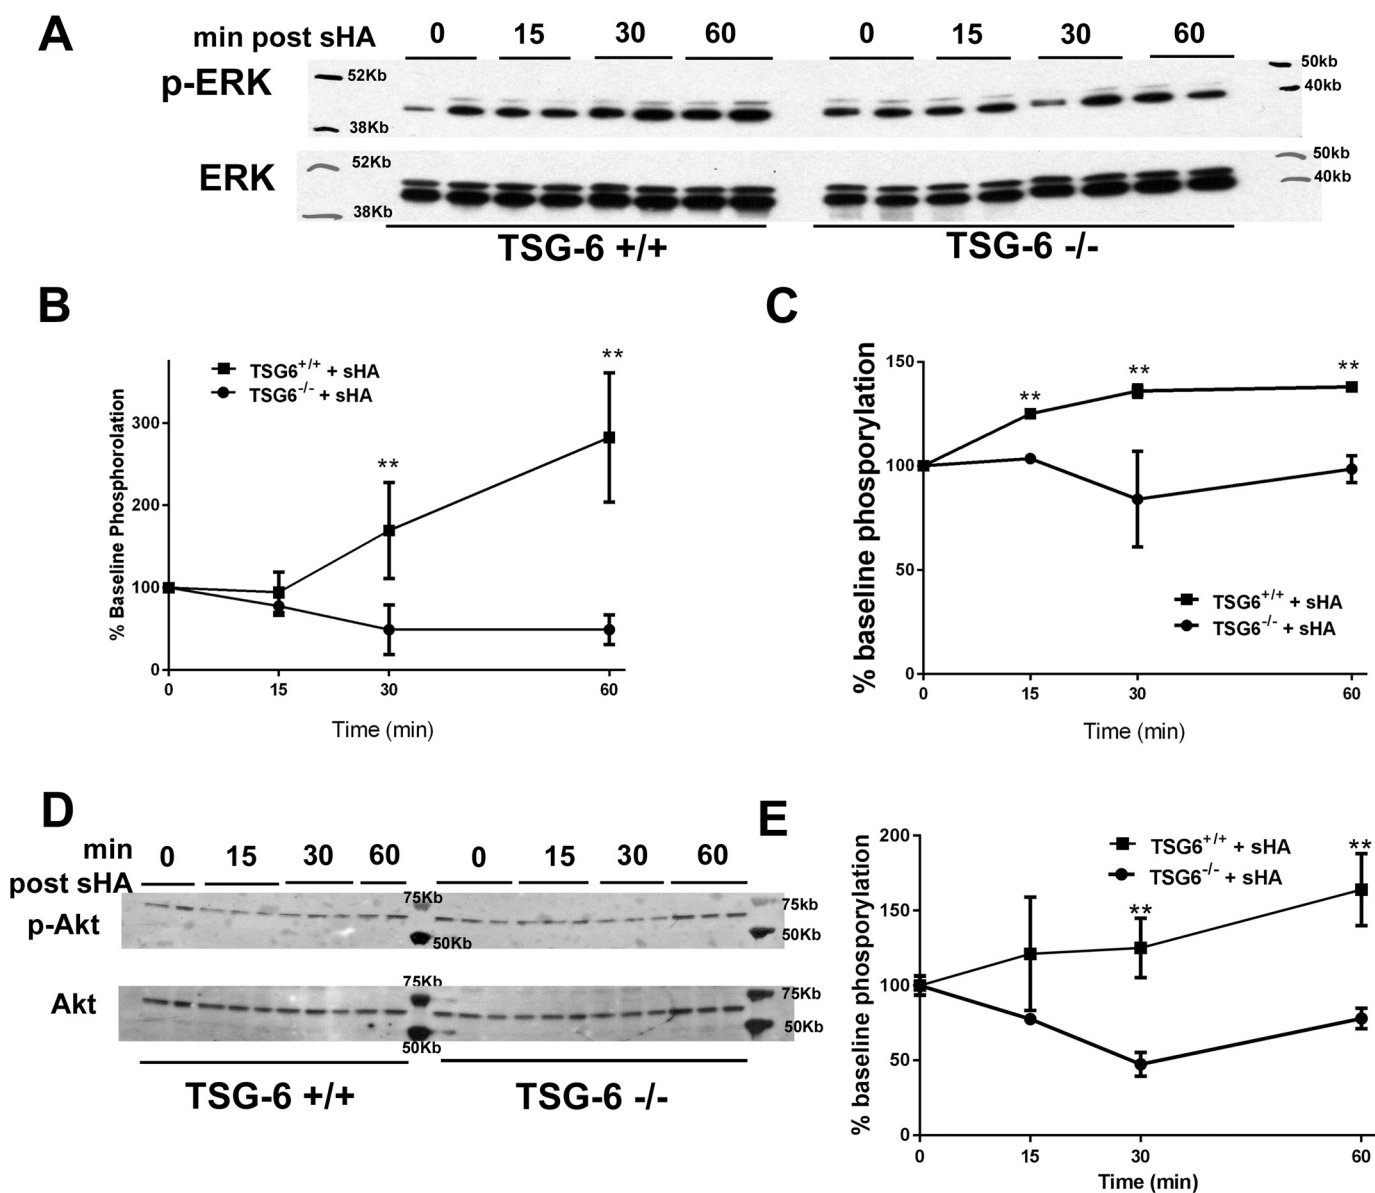 A
min post sHA 0 15 30 60 0 15 30 60
p-ERK
52Kb
38Kb
50kb
40kb
ERK
52Kb
38Kb
50kb
40kb
TSG-6 +/+
TSG-6 -/-
B
TSG6+/+ + sHA
TSG6-/- + sHA
**
**
% Baseline Phosphorolation
300
200
100
0
0 15 30 60
Time (min)
C
% baseline phosporylation
150
100
50
0
**
**
**
TSG6+/+ + sHA
TSG6-/- + sHA
0 15 30 60
Time (min)
D
min
post sHA
0 15 30 60 0 15 30 60
p-Akt
75Kb
50Kb
75kb
50Kb
Akt
75Kb
50Kb
75Kb
50Kb
TSG-6 +/+
TSG-6 -/-
E
% baseline phosporylation
200
150
100
50
0
TSG6+/+ + sHA
TSG6-/- + sHA
**
**
0 15 30 60
Time (min)